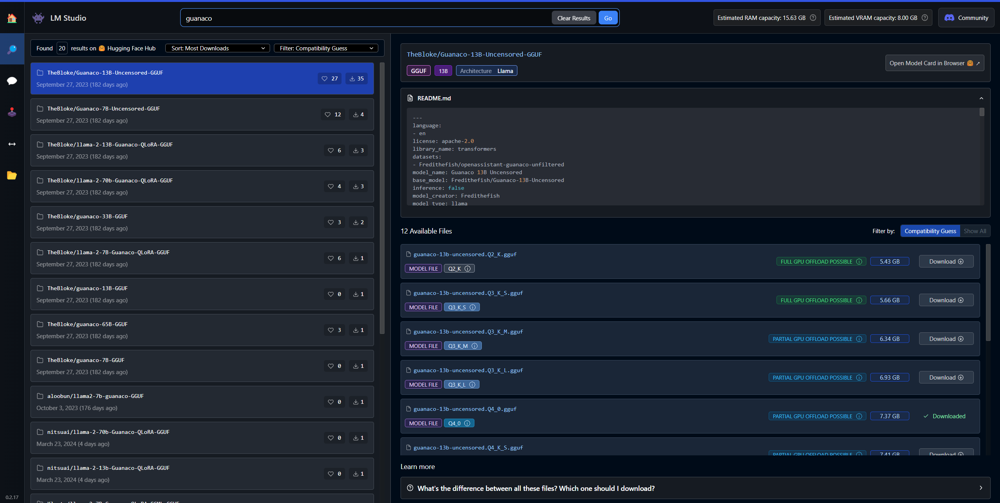 LM Studio
guanaco
Clear Results
Go
Estimated RAM capacity: 15.63 GB
Estimated VRAM capacity: 8.00 GB
Community
Found 20 results on 🤗 Hugging Face Hub
Sort: Most Downloads
Filter: Compatibility Guess
TheBloke/Guanaco-13B-Uncensored-GGUF
September 27, 2023 (182 days ago)
27
35
TheBloke/Guanaco-7B-Uncensored-GGUF
September 27, 2023 (182 days ago)
12
4
TheBloke/llama-2-13B-Guanaco-QLoRA-GGUF
September 27, 2023 (182 days ago)
6
3
TheBloke/llama-2-70b-Guanaco-QLoRA-GGUF
September 27, 2023 (182 days ago)
4
3
TheBloke/guanaco-33B-GGUF
September 27, 2023 (182 days ago)
3
2
TheBloke/llama-2-7B-Guanaco-QLoRA-GGUF
September 27, 2023 (182 days ago)
6
1
TheBloke/guanaco-13B-GGUF
September 27, 2023 (182 days ago)
0
1
TheBloke/guanaco-65B-GGUF
September 27, 2023 (182 days ago)
3
1
TheBloke/guanaco-7B-GGUF
September 27, 2023 (182 days ago)
0
1
aloobun/llama2-7b-guanaco-GGUF
October 3, 2023 (176 days ago)
0
1
nitsuai/llama-2-70b-Guanaco-QLoRA-GGUF
March 23, 2024 (4 days ago)
0
1
nitsuai/llama-2-13b-Guanaco-QLoRA-GGUF
March 23, 2024 (4 days ago)
0
1
0.2.17
TheBloke/Guanaco-13B-Uncensored-GGUF
GGUF
13B
Architecture Llama
Open Model Card in Browser 🤗 ↗
README.md
---
language:
- en
license: apache-2.0
library_name: transformers
datasets:
- Fredithefish/openassistant-guanaco-unfiltered
model_name: Guanaco 13B Uncensored
base_model: Fredithefish/Guanaco-13B-Uncensored
inference: false
model_creator: Fredithefish
model_type: llama
12 Available Files
Filter by:
Compatibility Guess
Show All
guanaco-13b-uncensored.Q2_K.gguf
MODEL FILE
Q2_K
FULL GPU OFFLOAD POSSIBLE
5.43 GB
Download
guanaco-13b-uncensored.Q3_K_S.gguf
MODEL FILE
Q3_K_S
FULL GPU OFFLOAD POSSIBLE
5.66 GB
Download
guanaco-13b-uncensored.Q3_K_M.gguf
MODEL FILE
Q3_K_M
PARTIAL GPU OFFLOAD POSSIBLE
6.34 GB
Download
guanaco-13b-uncensored.Q3_K_L.gguf
MODEL FILE
Q3_K_L
PARTIAL GPU OFFLOAD POSSIBLE
6.93 GB
Download
guanaco-13b-uncensored.Q4_0.gguf
MODEL FILE
Q4_0
PARTIAL GPU OFFLOAD POSSIBLE
7.37 GB
Downloaded
guanaco-13b-uncensored.Q4_K_S.gguf
PARTIAL GPU OFFLOAD POSSIBLE
7.41 GB
Download
Learn more
What's the difference between all these files? Which one should I download?